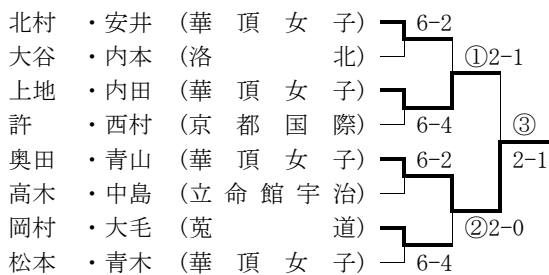 北村・安井(華頂女子) 6-2
大谷・内本(洛北) ①2-1
上地・内田(華頂女子)
許・西村(京都国際) 6-4 ③
奥田・青山(華頂女子) 6-2 2-1
高木・中島(立命館宇治)
岡村・大毛(莵道) ②2-0
松本・青木(華頂女子) 6-4